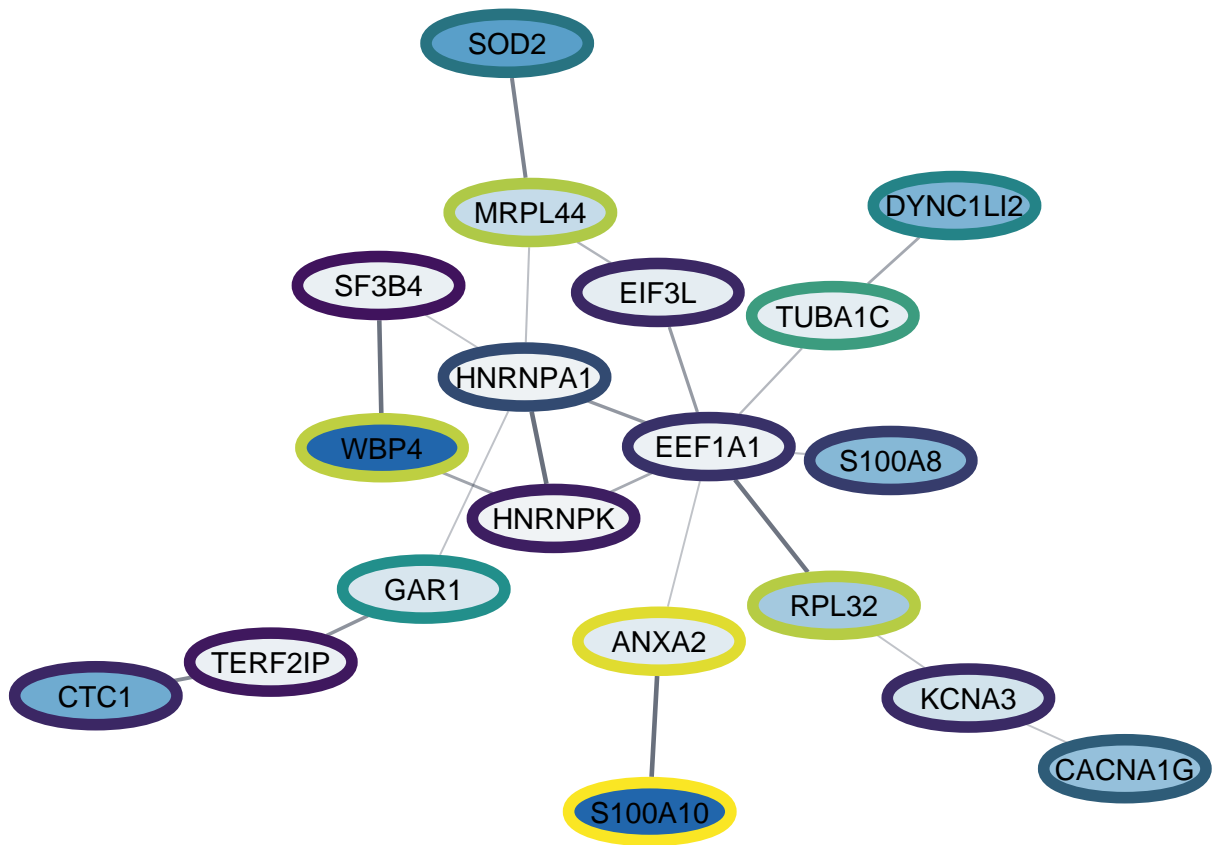 SOD2
MRPL44
DYNC1LI2
SF3B4
EIF3L
TUBA1C
HNRNPA1
WBP4
EEF1A1
S100A8
HNRNPK
GAR1
RPL32
ANXA2
TERF2IP
CTC1
KCNA3
CACNA1G
S100A10